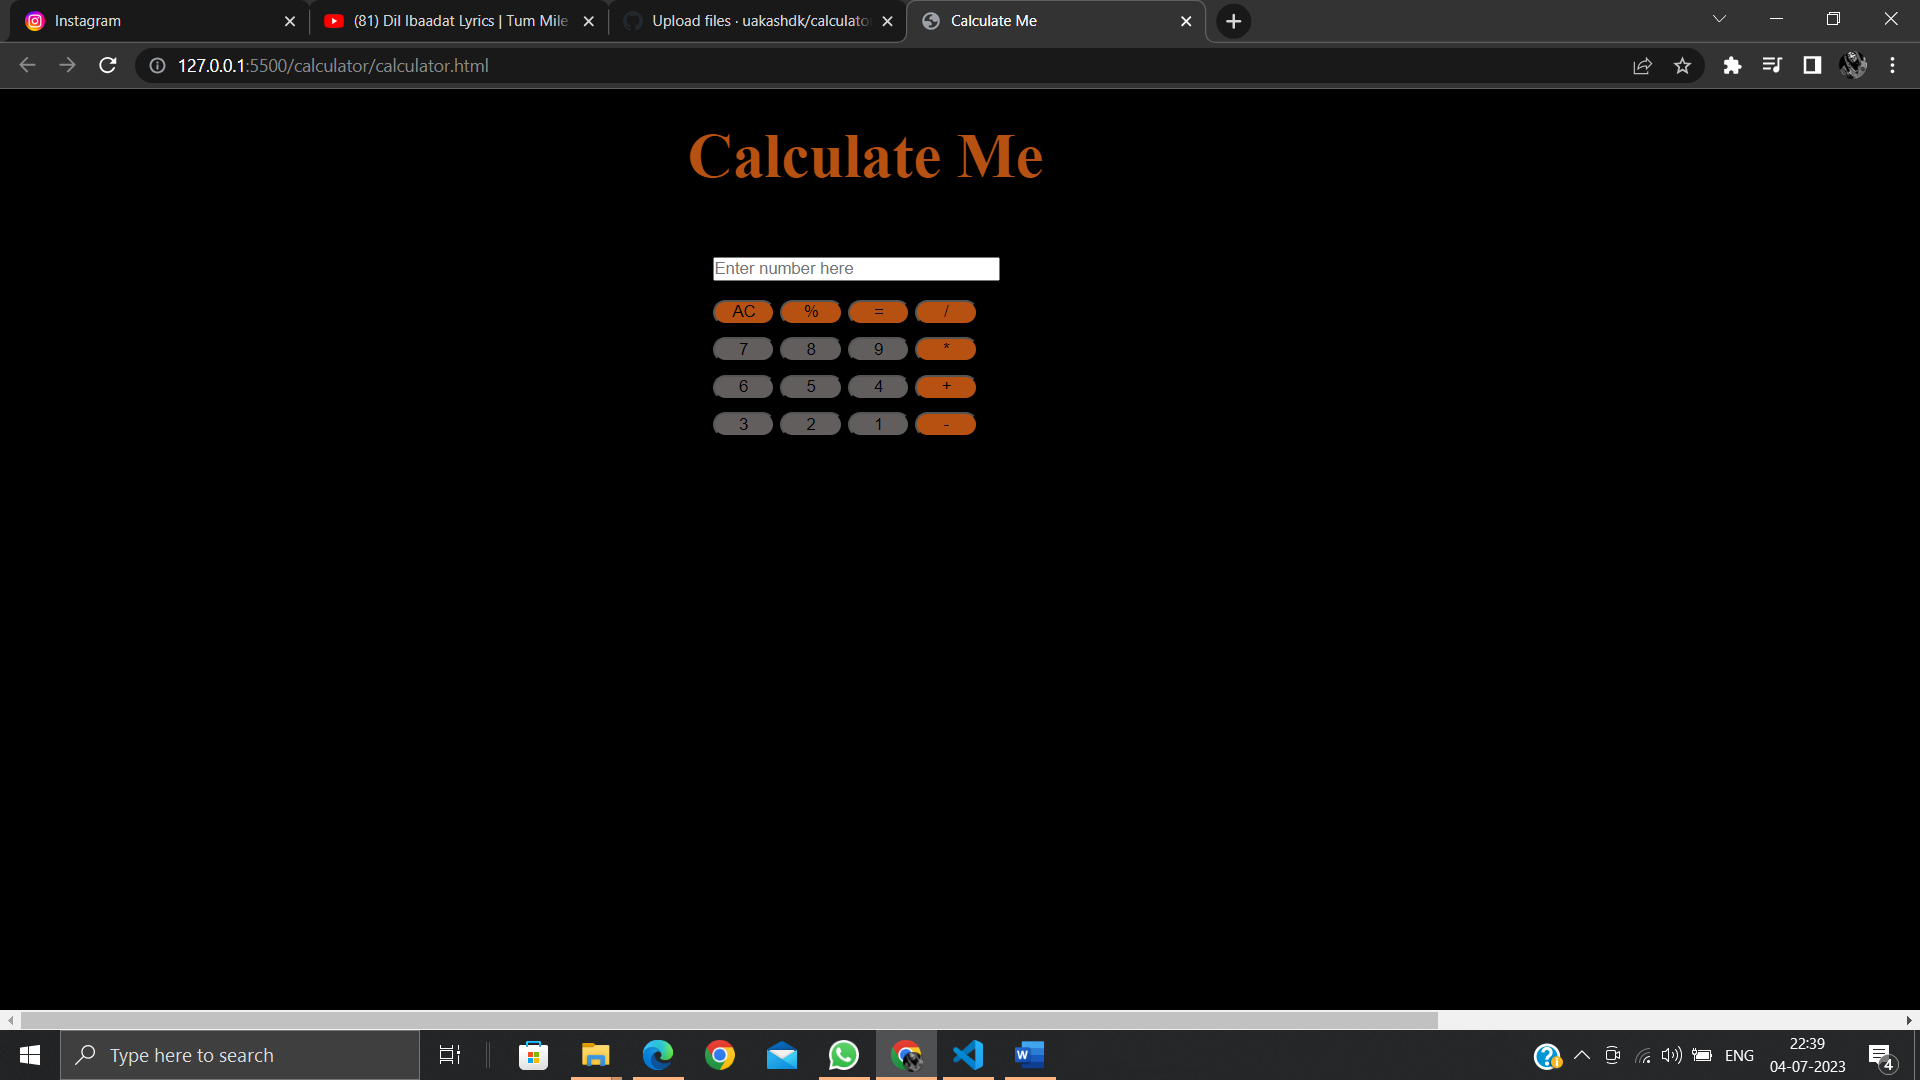 Instagram
(81) Dil Ibaadat Lyrics | Tum Mile
Upload files · uakashdk/calculator
Calculate Me
127.0.0.1:5500/calculator/calculator.html
Calculate Me
Enter number here
AC % = /
7 8 9 *
6 5 4 +
3 2 1 -
Type here to search
ENG
22:39
04-07-2023
4